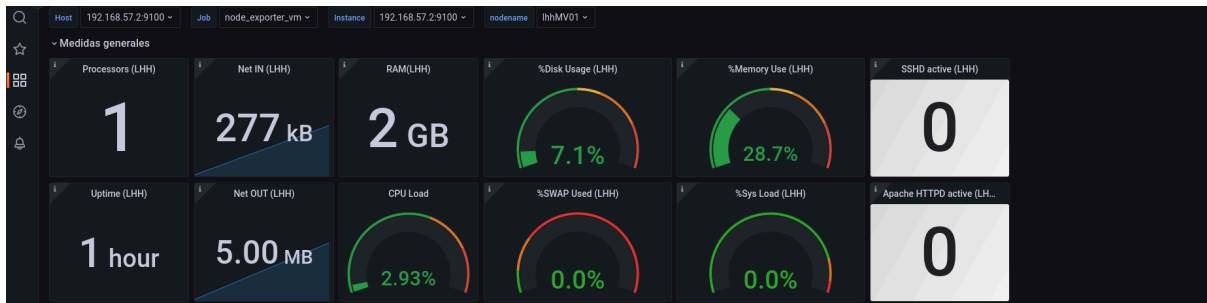 Host 192.168.57.2:9100 Job node_exporter_vm Instance 192.168.57.2:9100 nodename lhhMV01
Medidas generales
Processors (LHH) Net IN (LHH) RAM(LHH) %Disk Usage (LHH) %Memory Use (LHH) SSHD active (LHH)
1 277 kB 2 GB 7.1% 28.7% 0
Uptime (LHH) Net OUT (LHH) CPU Load %SWAP Used (LHH) %Sys Load (LHH) Apache HTTPD active (LH...
1 hour 5.00 MB 2.93% 0.0% 0.0% 0